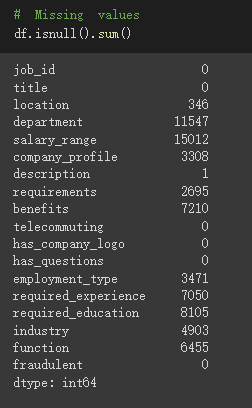 # Missing values
df.isnull().sum()
job_id 0
title 0
location 346
department 11547
salary_range 15012
company_profile 3308
description 1
requirements 2695
benefits 7210
telecommuting 0
has_company_logo 0
has_questions 0
employment_type 3471
required_experience 7050
required_education 8105
industry 4903
function 6455
fraudulent 0
dtype: int64